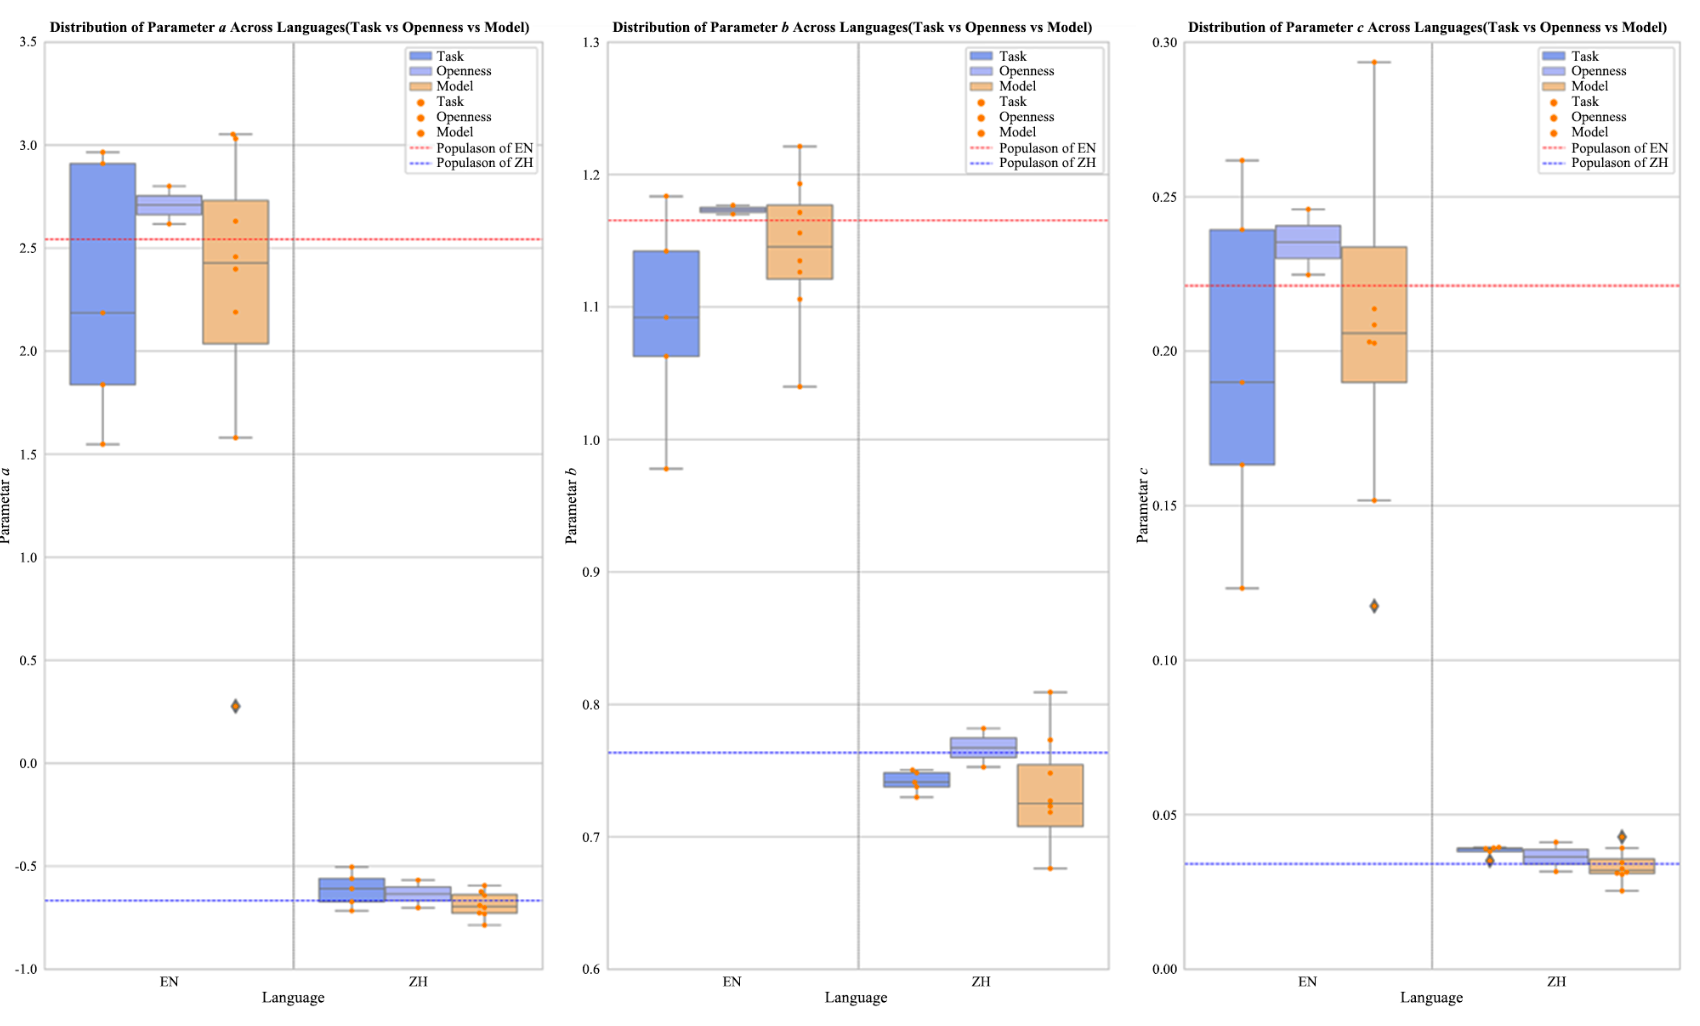 Distribution of Parameter a Across Languages(Task vs Openness vs Model)
3.5
3.0
2.5
2.0
1.5
1.0
0.5
0.0
-0.5
-1.0
Parametar a
Task
Openness
Model
Task
Openness
Model
Populason of EN
Populason of ZH
EN
ZH
Language
Distribution of Parameter b Across Languages(Task vs Openness vs Model)
1.3
1.2
1.1
1.0
0.9
0.8
0.7
0.6
Parametar b
Task
Openness
Model
Task
Openness
Model
Populason of EN
Populason of ZH
EN
ZH
Language
Distribution of Parameter c Across Languages(Task vs Openness vs Model)
0.30
0.25
0.20
0.15
0.10
0.05
0.00
Parametar c
Task
Openness
Model
Task
Openness
Model
Populason of EN
Populason of ZH
EN
ZH
Language